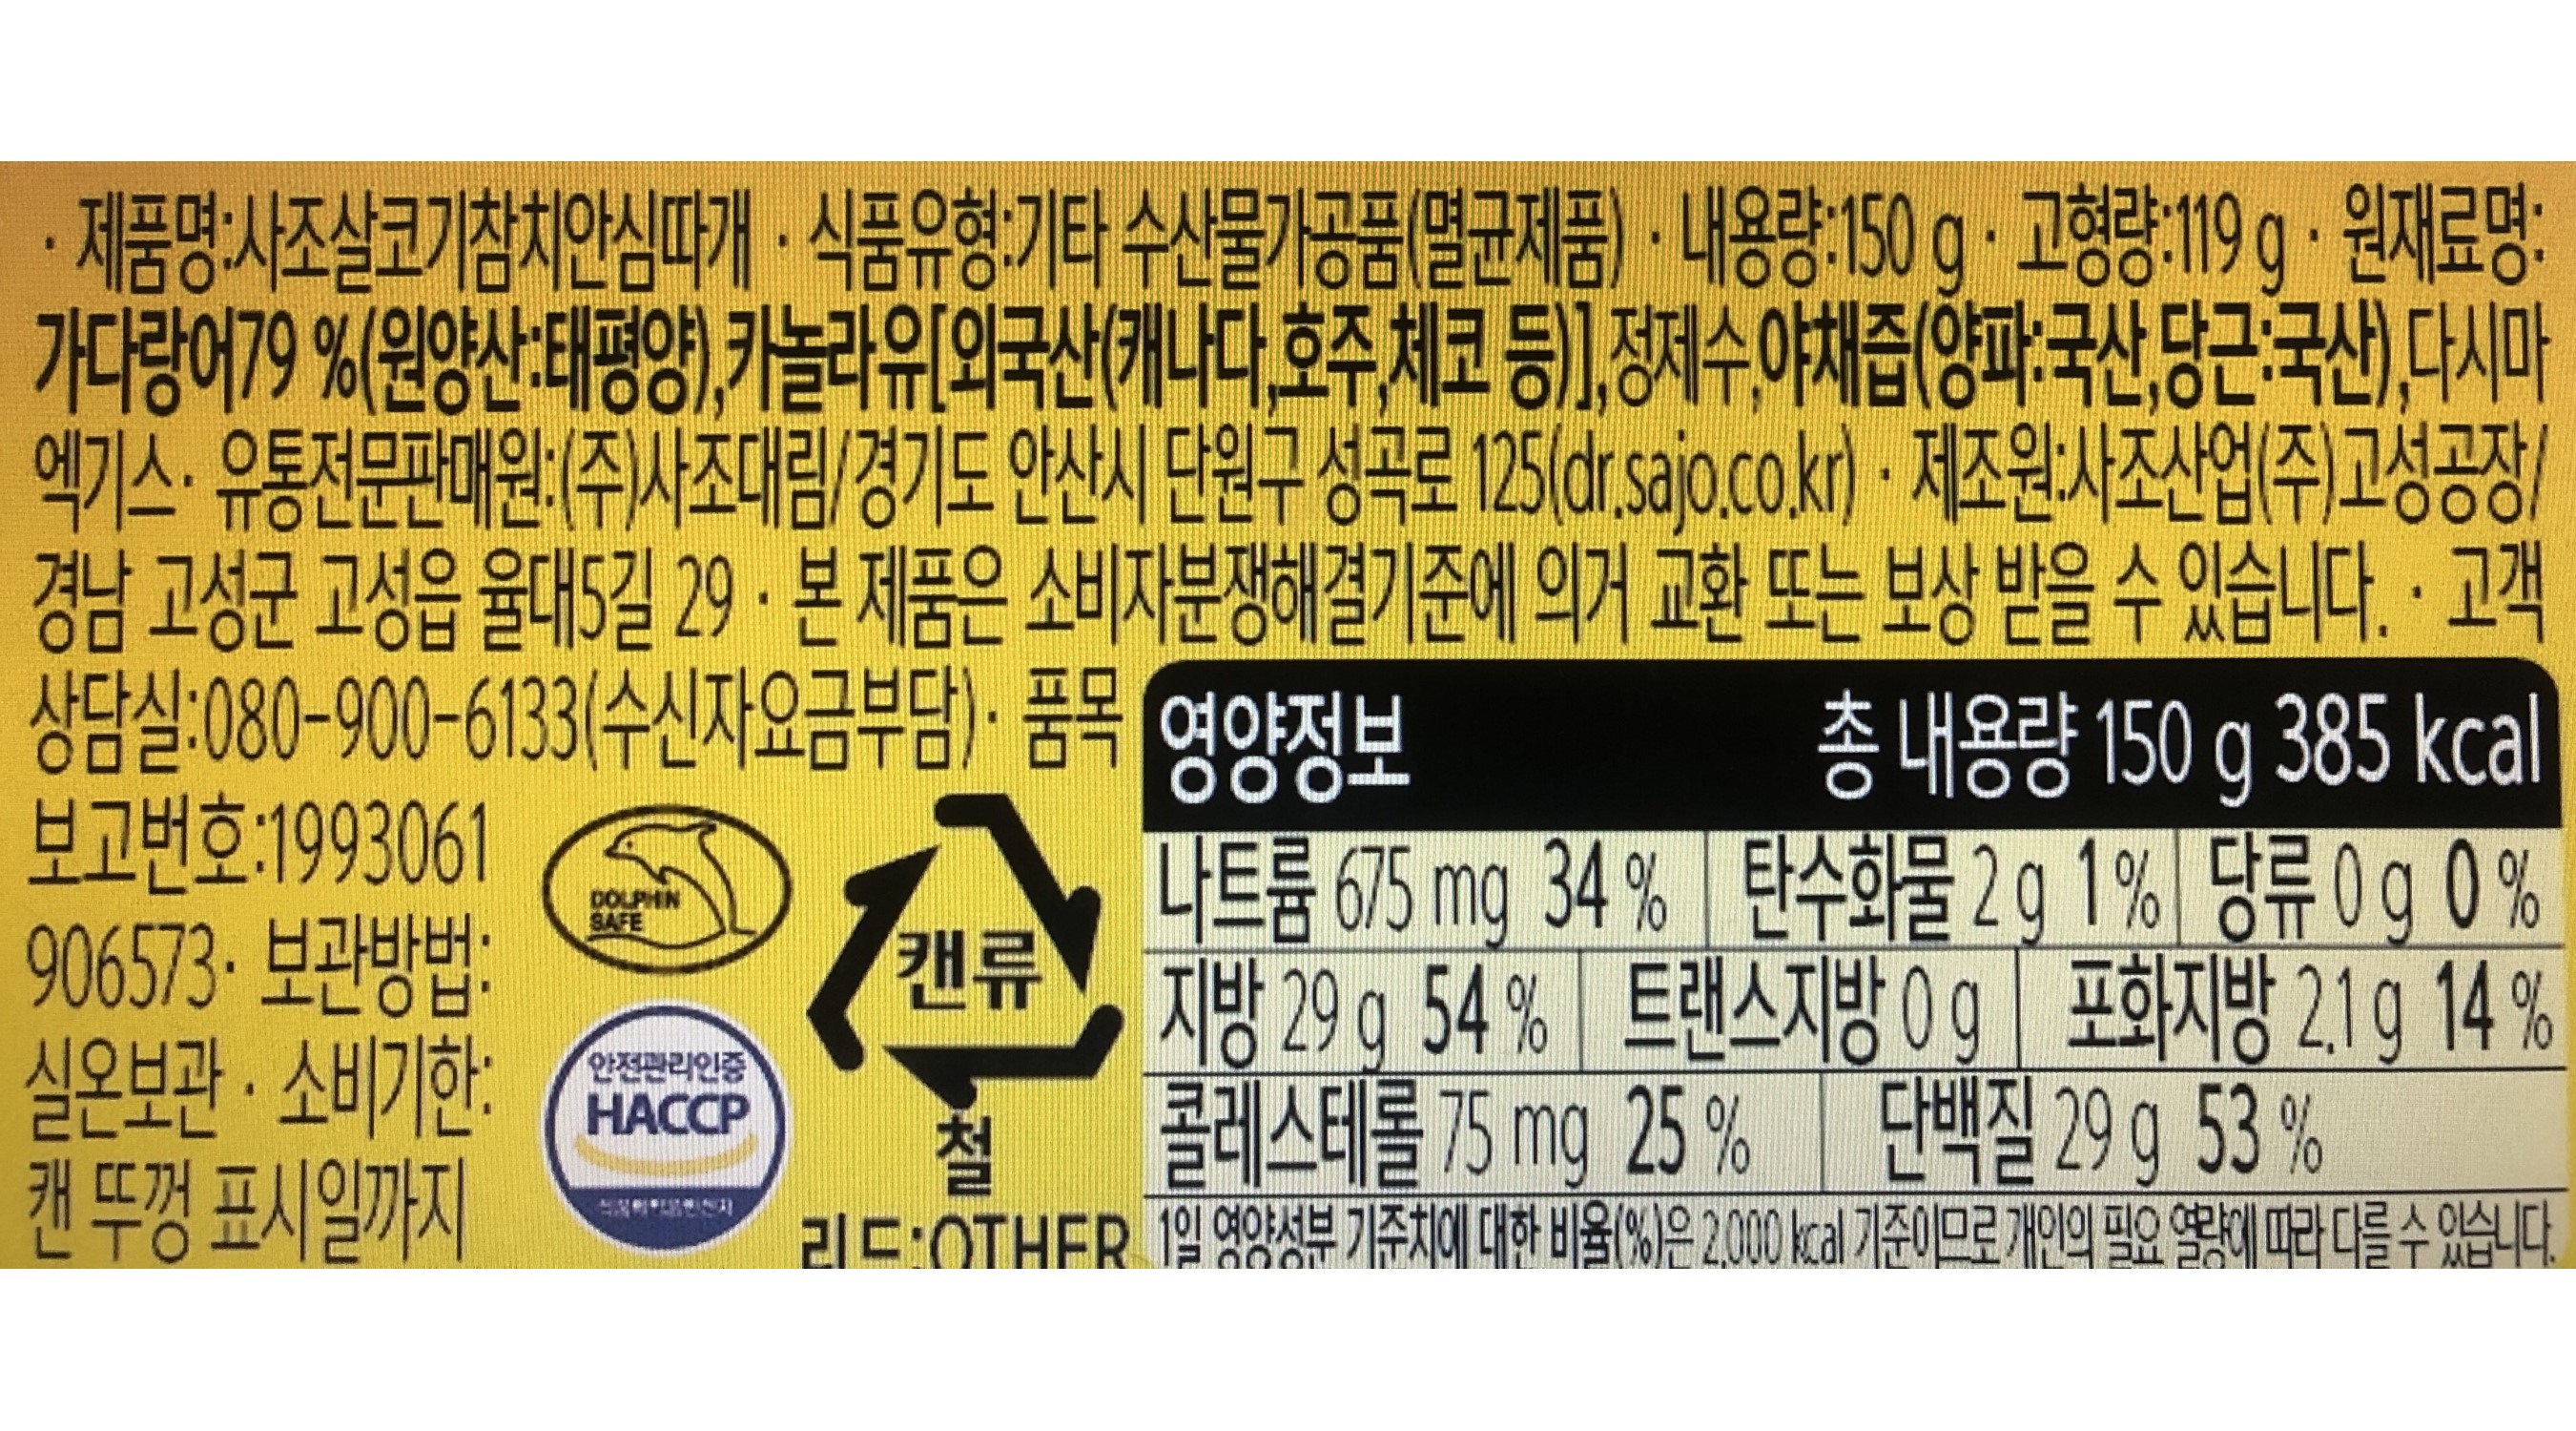 · 제품명:사조살코기참치안심따개 · 식품유형:기타 수산물가공품(멸균제품) · 내용량:150 g · 고형량:119 g · 원재료명:
가다랑어79 %(원양산:태평양),카놀라유[외국산(캐나다,호주,체코 등)],정제수,야채즙(양파:국산,당근:국산),다시마
엑기스· 유통전문판매원:(주)사조대림/경기도 안산시 단원구 성곡로 125(dr.sajo.co.kr) · 제조원:사조산업(주)고성공장/
경남 고성군 고성읍 율대5길 29 · 본 제품은 소비자분쟁해결기준에 의거 교환 또는 보상 받을 수 있습니다. · 고객
상담실:080-900-6133(수신자요금부담)· 품목
보고번호:1993061
906573· 보관방법:
실온보관 · 소비기한:
캔 뚜껑 표시일까지
DOLPHIN
SAFE
안전관리인증
HACCP
캔류
철
리드:OTHER
영양정보 총 내용량 150 g 385 kcal
나트륨 675 mg 34 % 탄수화물 2 g 1 % 당류 0 g 0 %
지방 29 g 54 % 트랜스지방 0 g 포화지방 2.1 g 14 %
콜레스테롤 75 mg 25 % 단백질 29 g 53 %
1일 영양성분 기준치에 대한 비율(%)은 2,000 kcal 기준이므로 개인의 필요 열량에 따라 다를 수 있습니다.